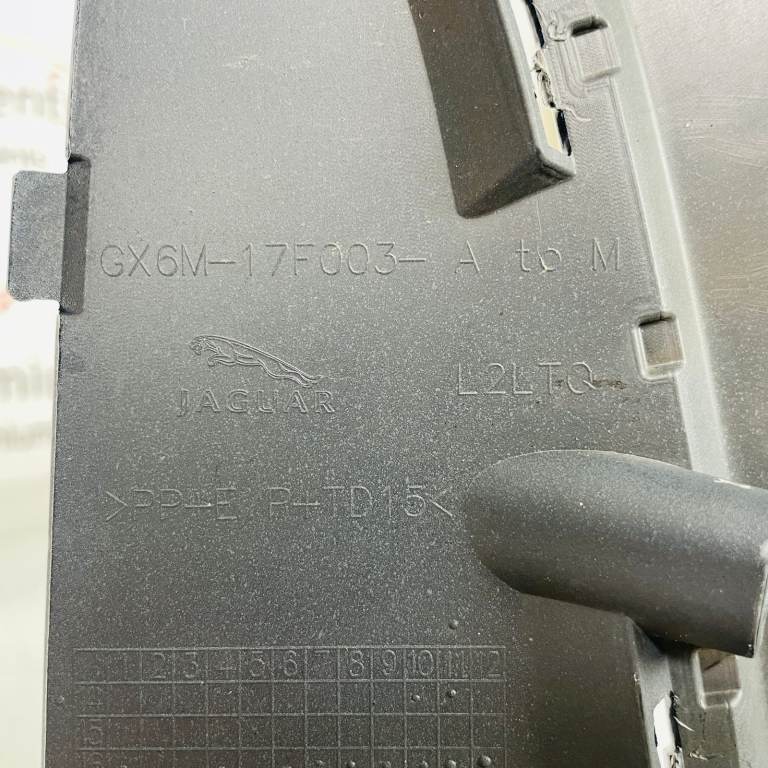 GX6M-17F003- A to M
JAGUAR
L2LTQ
>PP+E P-TD15<
1 2 3 4 5 6 7 8 9 10 11 12